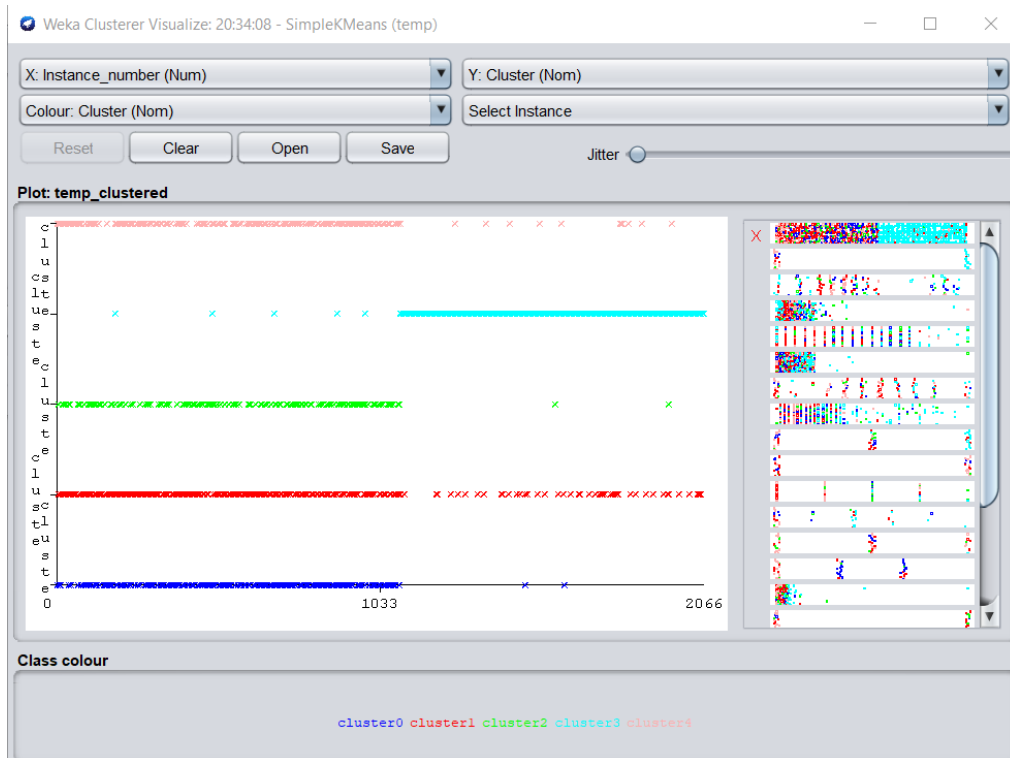 Weka Clusterer Visualize: 20:34:08 - SimpleKMeans (temp)
X: Instance_number (Num)
Y: Cluster (Nom)
Colour: Cluster (Nom)
Select Instance
Reset Clear Open Save
Jitter
Plot: temp_clustered
X
0 1033 2066
Class colour
cluster0 cluster1 cluster2 cluster3 cluster4